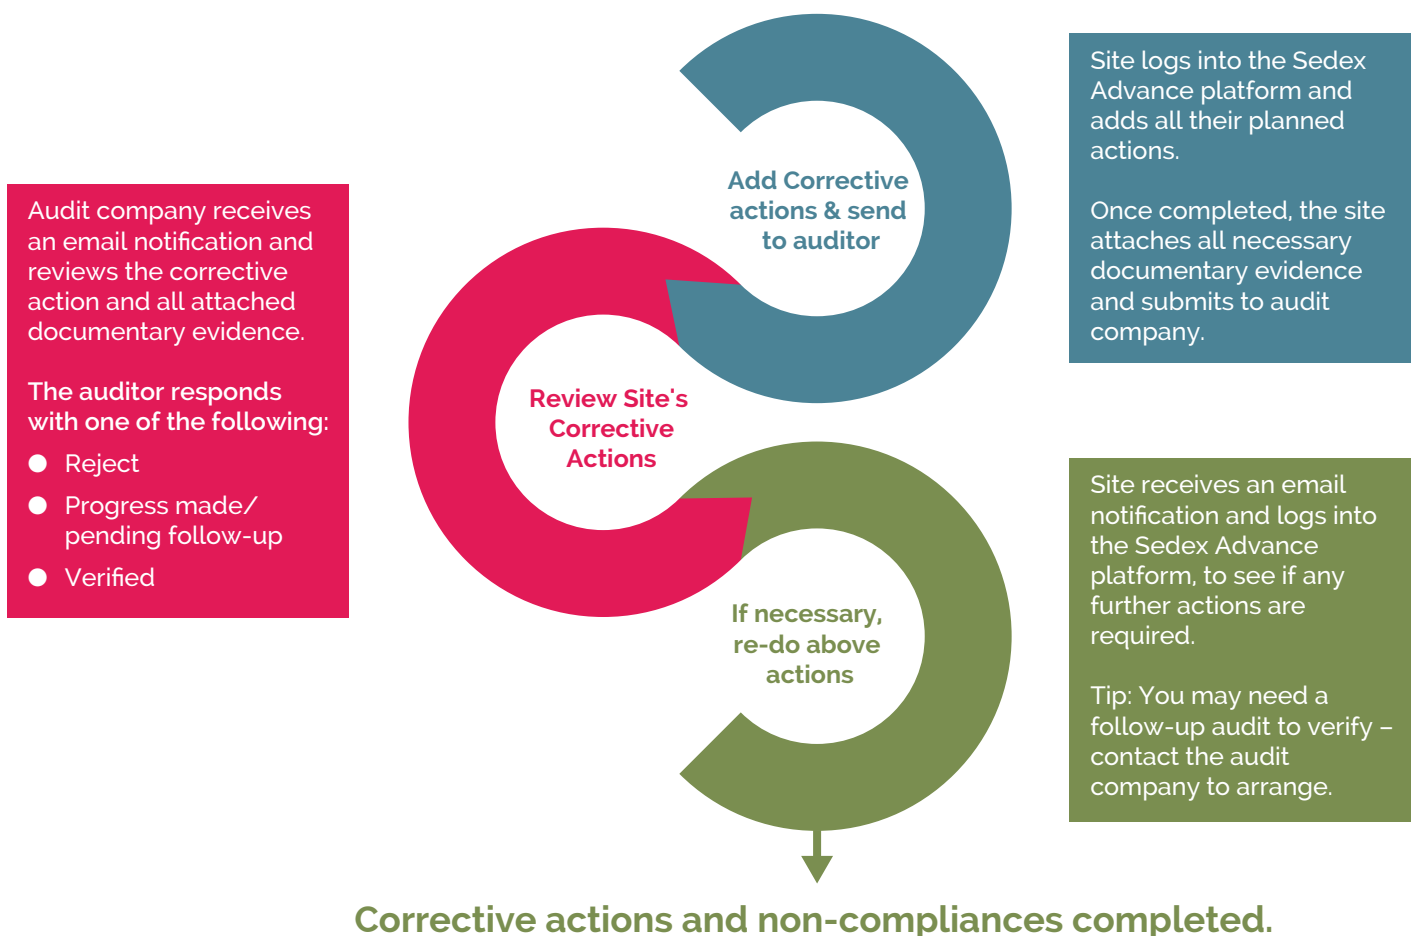 Add Corrective
actions & send
to auditor
Site logs into the Sedex
Advance platform and
adds all their planned
actions.
Once completed, the site
attaches all necessary
documentary evidence
and submits to audit
company.
Audit company receives
an email notification and
reviews the corrective
action and all attached
documentary evidence.
The auditor responds
with one of the following:
Reject
Progress made/
pending follow-up
Verified
Review Site's
Corrective
Actions
If necessary,
re-do above
actions
Site receives an email
notification and logs into
the Sedex Advance
platform, to see if any
further actions are
required.
Tip: You may need a
follow-up audit to verify –
contact the audit
company to arrange.
Corrective actions and non-compliances completed.